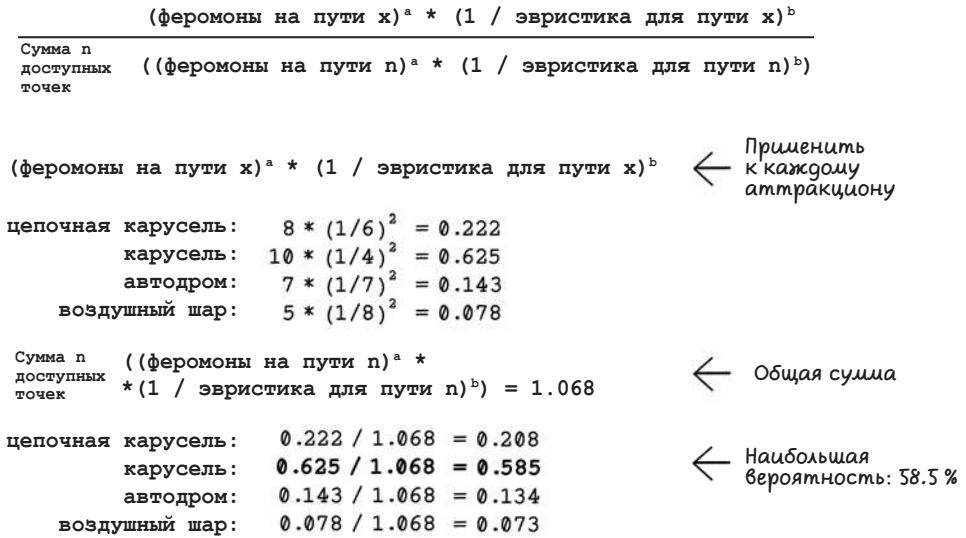 (феромоны на пути x)ᵃ * (1 / эвристика для пути x)ᵇ
Сумма n
доступных
точек
((феромоны на пути n)ᵃ * (1 / эвристика для пути n)ᵇ)
(феромоны на пути x)ᵃ * (1 / эвристика для пути x)ᵇ
Применить
к каждому
аттракциону
цепочная карусель: 8 * (1/6)² = 0.222
карусель: 10 * (1/4)² = 0.625
автодром: 7 * (1/7)² = 0.143
воздушный шар: 5 * (1/8)² = 0.078
Сумма n
доступных
точек
((феромоны на пути n)ᵃ *
*(1 / эвристика для пути n)ᵇ) = 1.068
Общая сумма
цепочная карусель: 0.222 / 1.068 = 0.208
карусель: 0.625 / 1.068 = 0.585
автодром: 0.143 / 1.068 = 0.134
воздушный шар: 0.078 / 1.068 = 0.073
Наибольшая
вероятность: 58.5 %